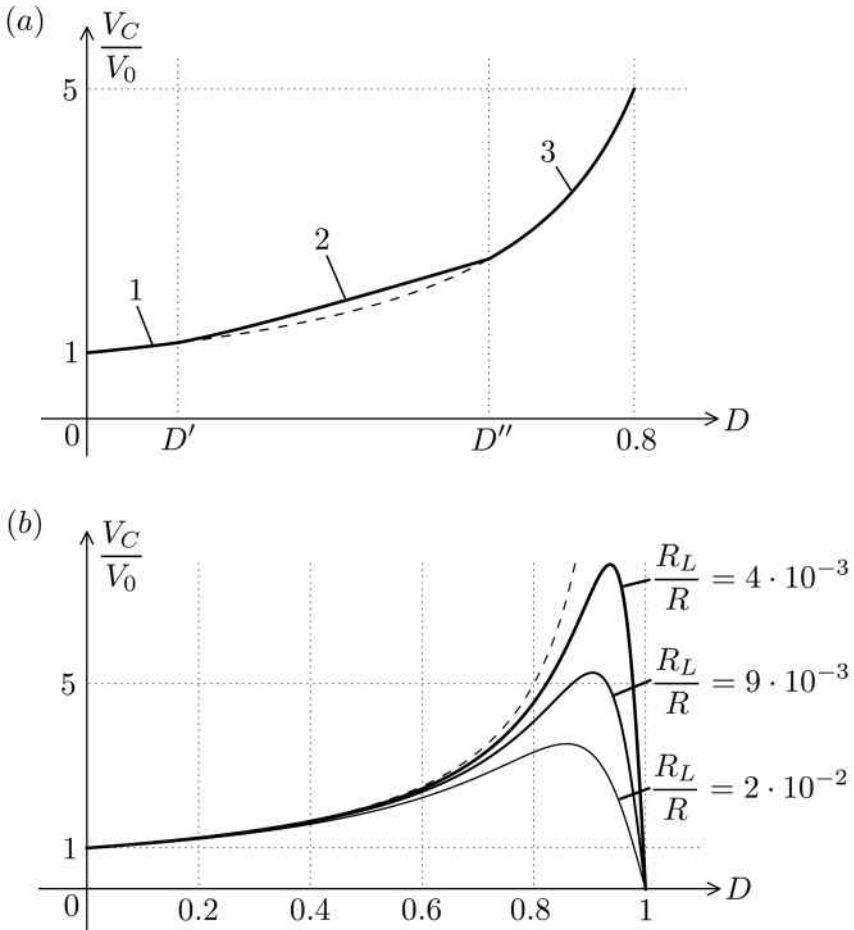 (a)
V_C
V_0
5
1
2
3
1
0
D'
D''
0.8
D
(b)
V_C
V_0
R_L
R
= 4 · 10^{-3}
5
R_L
R
= 9 · 10^{-3}
R_L
R
= 2 · 10^{-2}
1
0
0.2
0.4
0.6
0.8
1
D